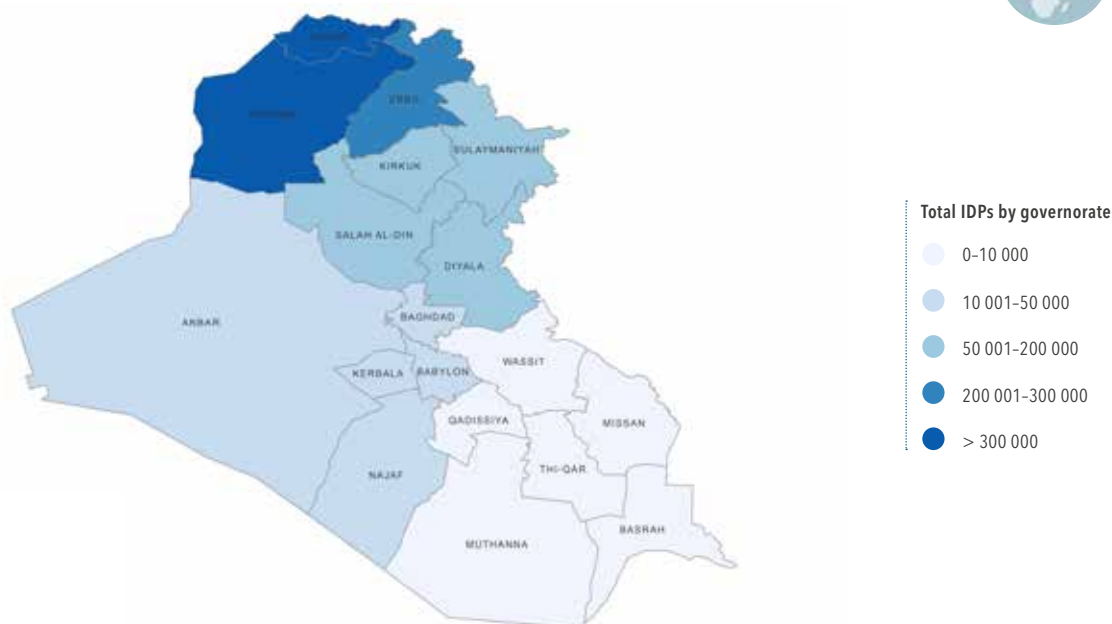 ERBIL
SULAYMANIYAH
KIRKUK
SALAH AL-DIN
DIYALA
ANBAR
BAGHDAD
WASSIT
KERBALA
BABYLON
QADISSIYA
MISSAN
NAJAF
THI-QAR
BASRAH
MUTHANNA
Total IDPs by governorate
0–10 000
10 001–50 000
50 001–200 000
200 001–300 000
> 300 000